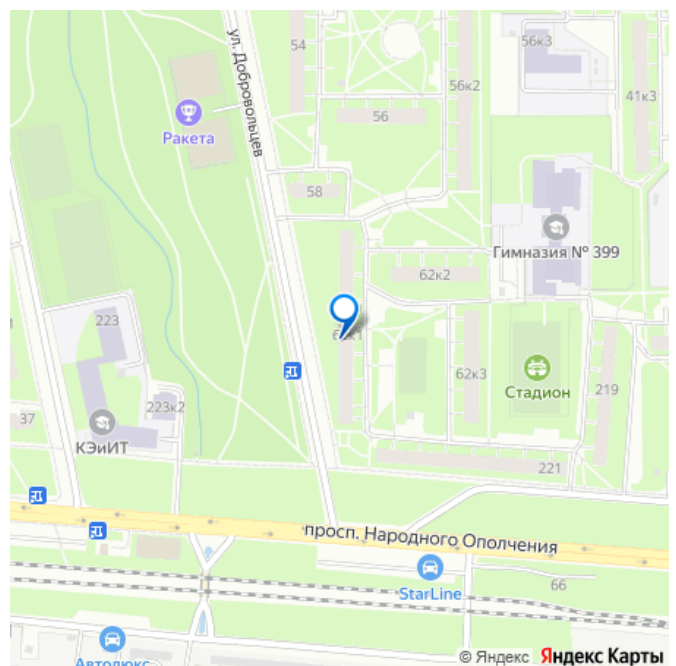 ул. Добровольцев
54
56к3
56к2
41к3
56
Ракета
58
Гимназия № 399
62к2
223
62к3
Стадион
219
223к2
37
КЭиИТ
221
просп. Народного Ополчения
StarLine
66
Автолюкс
© Яндекс Яндекс Карты